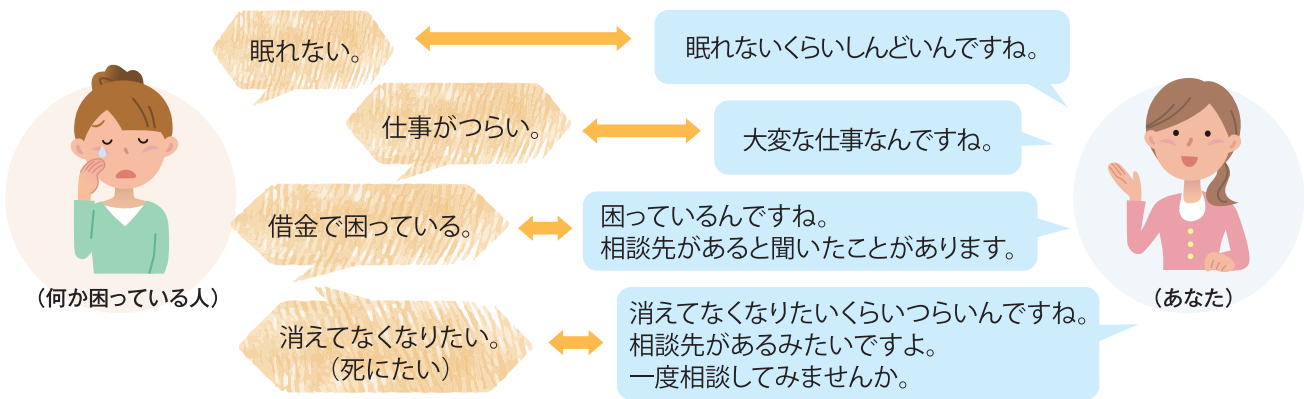 眠れない。
眠れないくらいしんどいんですね。
仕事がつらい。
大変な仕事なんですね。
借金で困っている。
困っているんですね。
相談先があると聞いたことがあります。
消えてなくなりたい。
（死にたい）
消えてなくなりたいくらいつらいんですね。
相談先があるみたいですよ。
一度相談してみませんか。
（何か困っている人）
（あなた）